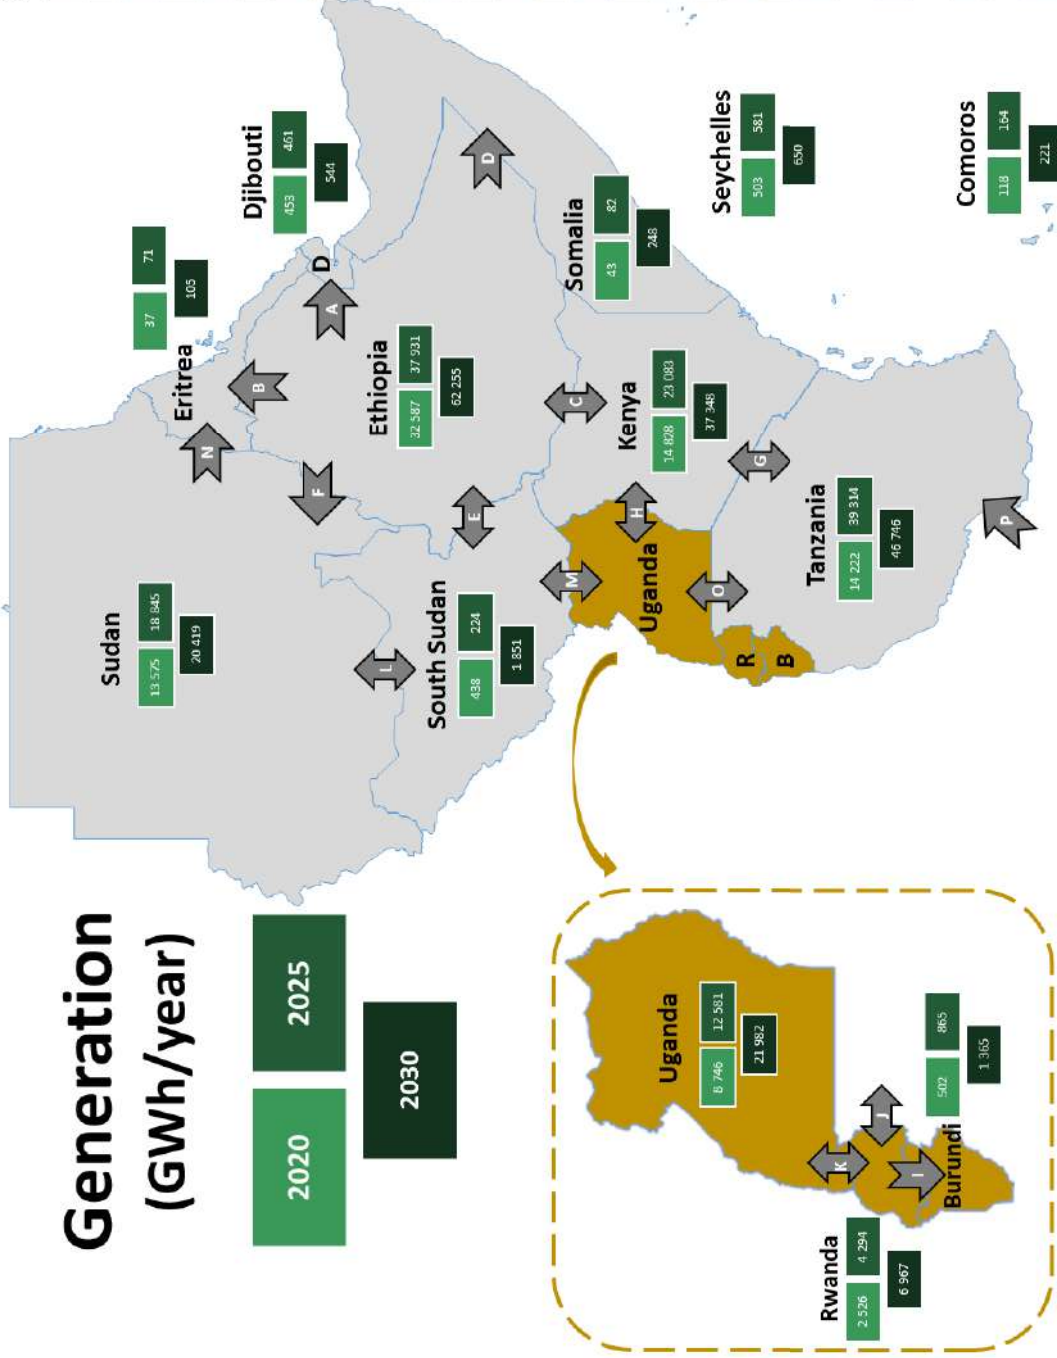 Generation
(GWh/year)
2020
2025
2030
Sudan
13 575
18 845
20 419
N
Eritrea
37
71
105
B
F
A
D
Djibouti
453
461
544
L
South Sudan
438
224
1 851
E
Ethiopia
32 587
37 931
62 255
D
M
C
Somalia
43
82
248
Uganda
H
Kenya
14 828
23 083
37 348
Seychelles
503
581
650
R
B
O
G
Tanzania
14 222
39 314
46 746
P
Comoros
118
164
221
Uganda
8 746
12 581
21 982
K
J
I
Rwanda
2 526
4 294
6 967
Burundi
502
865
1 365